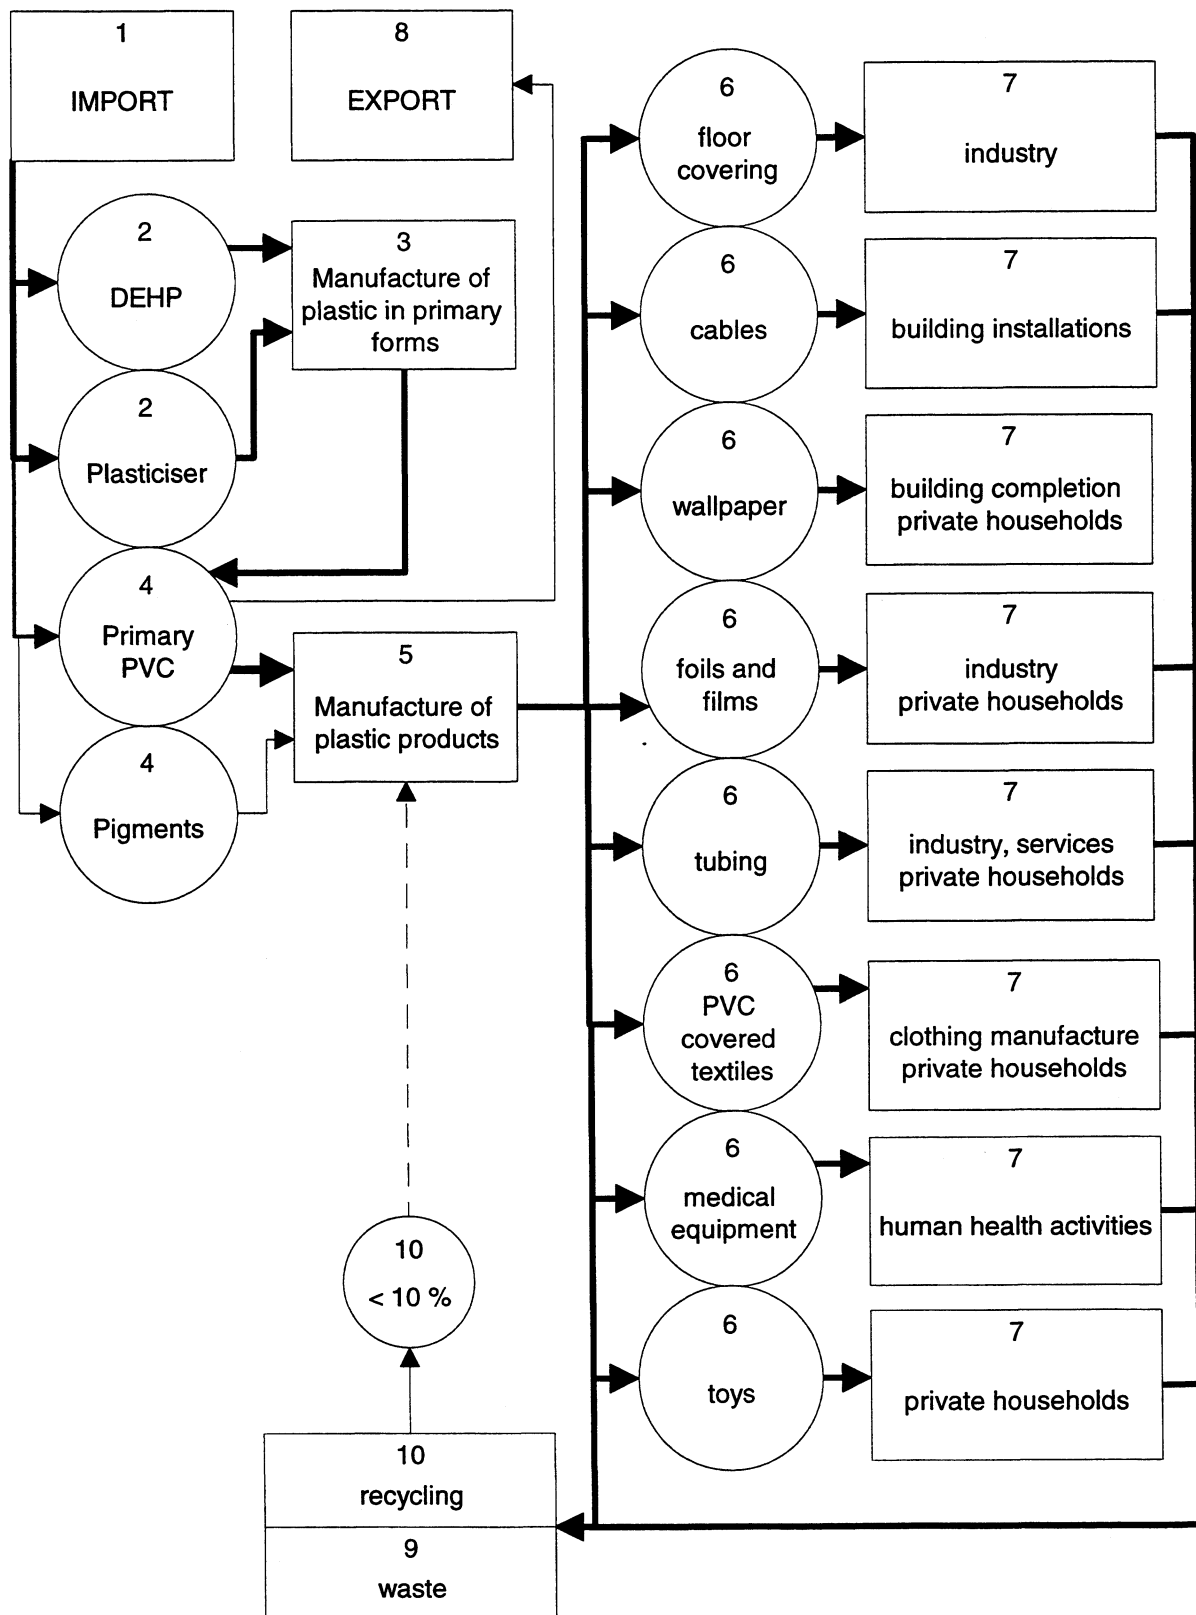 1
IMPORT
8
EXPORT
2
DEHP
3
Manufacture of
plastic in primary
forms
2
Plasticiser
4
Primary
PVC
5
Manufacture of
plastic products
4
Pigments
10
< 10 %
10
recycling
9
waste
6
floor
covering
7
industry
6
cables
7
building installations
6
wallpaper
7
building completion
private households
6
foils and
films
7
industry
private households
6
tubing
7
industry, services
private households
6
PVC
covered
textiles
7
clothing manufacture
private households
6
medical
equipment
7
human health activities
6
toys
7
private households